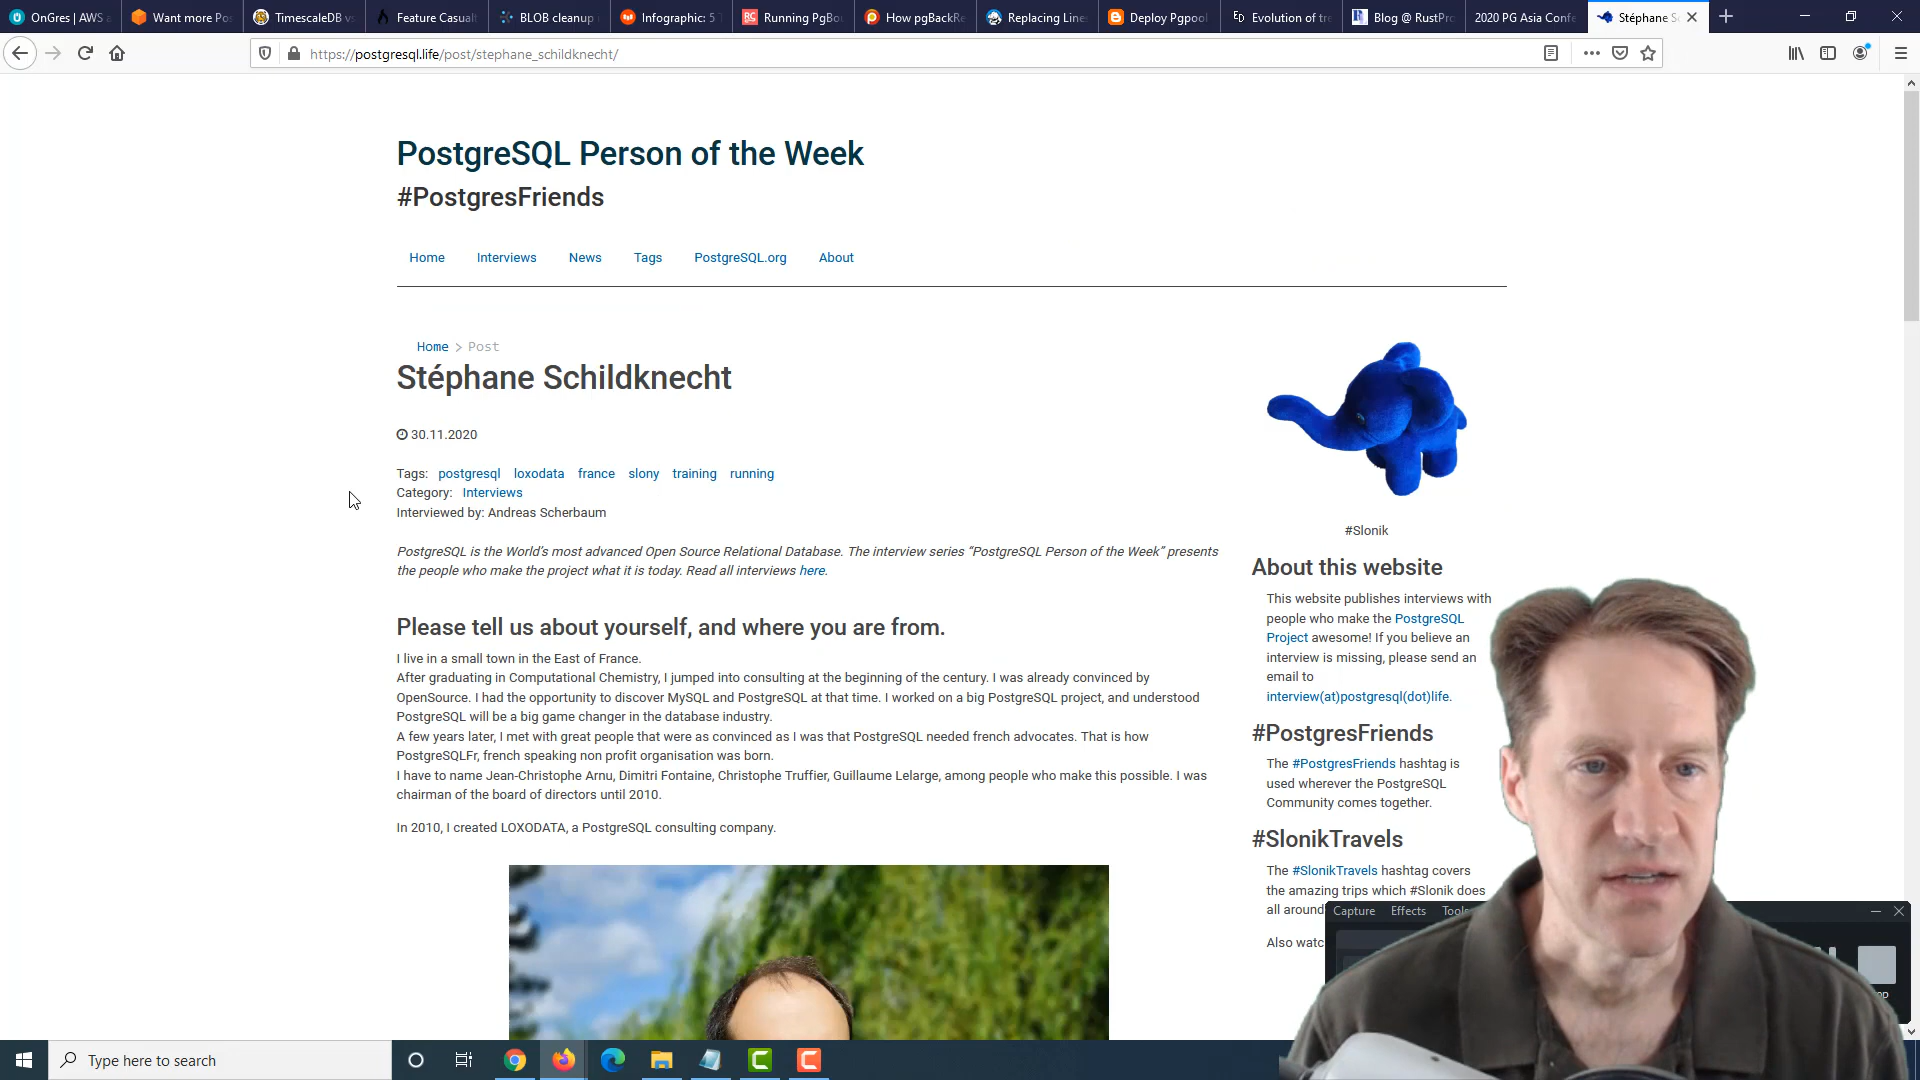 OnGres | AWS a
Want more Pos
TimescaleDB vs.
Feature Casualt
BLOB cleanup i
Infographic: 5 T
Running PgBou
How pgBackRe
Replacing Lines
Deploy Pgpool
Evolution of tre
Blog @ RustPro
2020 PG Asia Confe
Stéphane S
https://postgresql.life/post/stephane_schildknecht/
PostgreSQL Person of the Week
#PostgresFriends
Home Interviews News Tags PostgreSQL.org About
Home > Post
Stéphane Schildknecht
30.11.2020
Tags: postgresql loxodata france slony training running
Category: Interviews
Interviewed by: Andreas Scherbaum
PostgreSQL is the World's most advanced Open Source Relational Database. The interview series “PostgreSQL Person of the Week” presents
the people who make the project what it is today. Read all interviews here.
Please tell us about yourself, and where you are from.
I live in a small town in the East of France.
After graduating in Computational Chemistry, I jumped into consulting at the beginning of the century. I was already convinced by
OpenSource. I had the opportunity to discover MySQL and PostgreSQL at that time. I worked on a big PostgreSQL project, and understood
PostgreSQL will be a big game changer in the database industry.
A few years later, I met with great people that were as convinced as I was that PostgreSQL needed french advocates. That is how
PostgreSQLFr, french speaking non profit organisation was born.
I have to name Jean-Christophe Arnu, Dimitri Fontaine, Christophe Truffier, Guillaume Lelarge, among people who make this possible. I was
chairman of the board of directors until 2010.
In 2010, I created LOXODATA, a PostgreSQL consulting company.
#Slonik
About this website
This website publishes interviews with
people who make the PostgreSQL
Project awesome! If you believe an
interview is missing, please send an
email to
interview(at)postgresql(dot)life.
#PostgresFriends
The #PostgresFriends hashtag is
used wherever the PostgreSQL
Community comes together.
#SlonikTravels
The #SlonikTravels hashtag covers
the amazing trips which #Slonik does
all around
Also watc
Capture Effects Tools
Type here to search